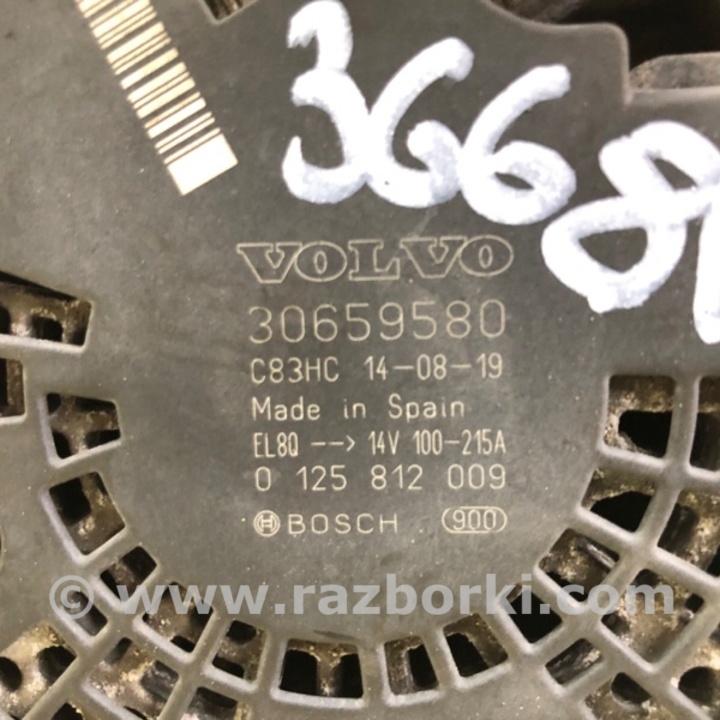 3668
VOLVO
30659580
C83HC 14-08-19
Made in Spain
EL8Q --> 14V 100-215A
0 125 812 009
BOSCH 900
© www.razborki.com